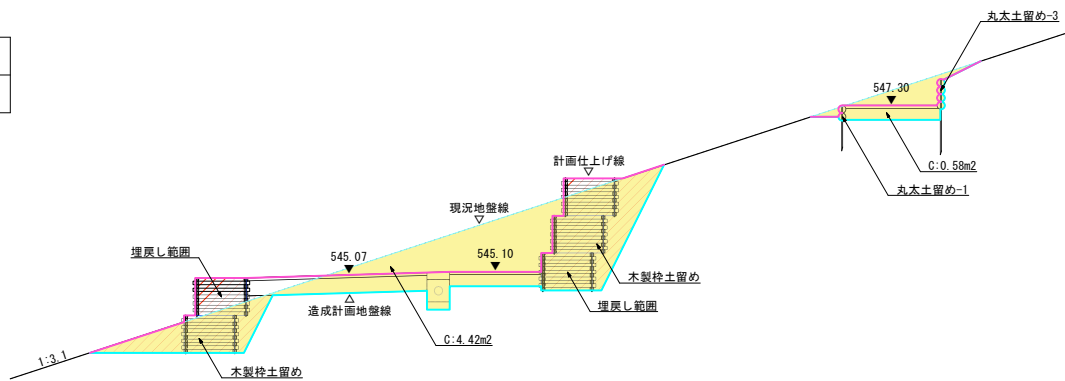 丸太土留め-3
547.30
C:0.58m2
丸太土留め-1
計画仕上げ線
現況地盤線
545.07
545.10
埋戻し範囲
木製枠土留め
埋戻し範囲
造成計画地盤線
C:4.42m2
1:3.1
木製枠土留め